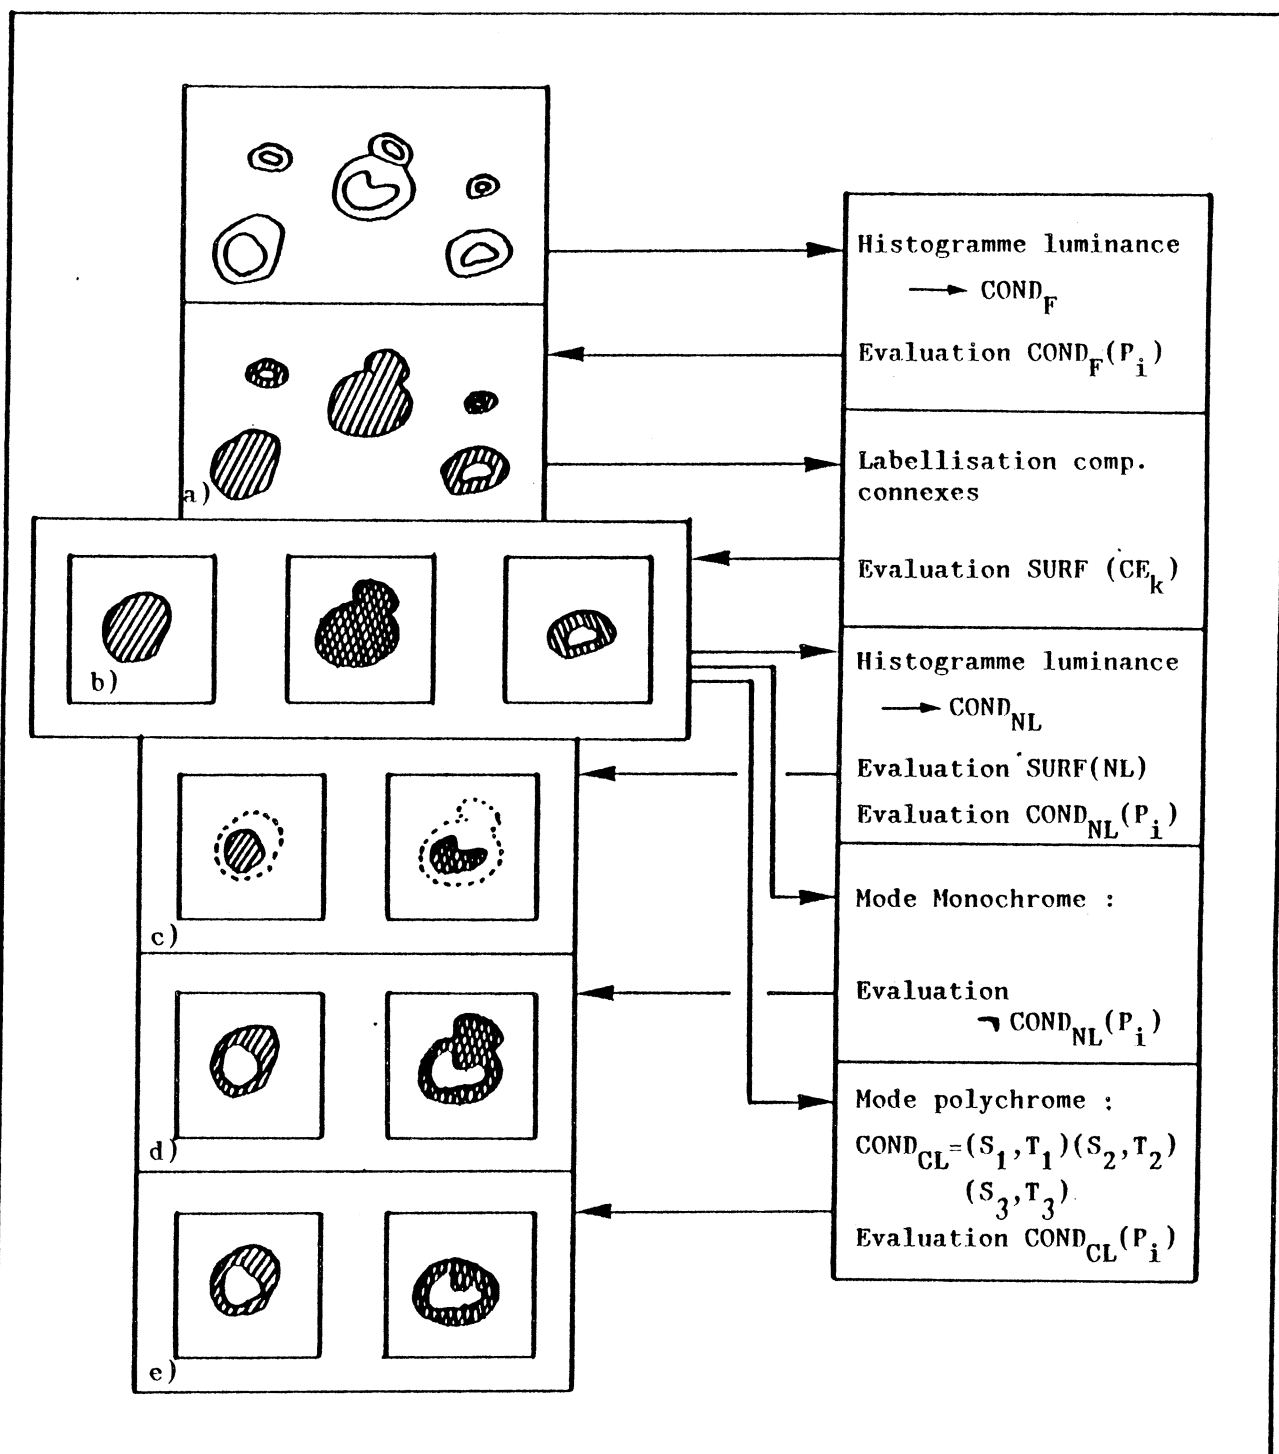 Histogramme luminance
→ COND_F
Evaluation COND_F(P_i)
a)
Labellisation comp.
connexes
Evaluation SURF (CE_k)
b)
Histogramme luminance
→ COND_NL
Evaluation SURF(NL)
Evaluation COND_NL(P_i)
c)
Mode Monochrome :
Evaluation
¬ COND_NL(P_i)
d)
Mode polychrome :
COND_CL=(S_1,T_1)(S_2,T_2)
(S_3,T_3)
Evaluation COND_CL(P_i)
e)